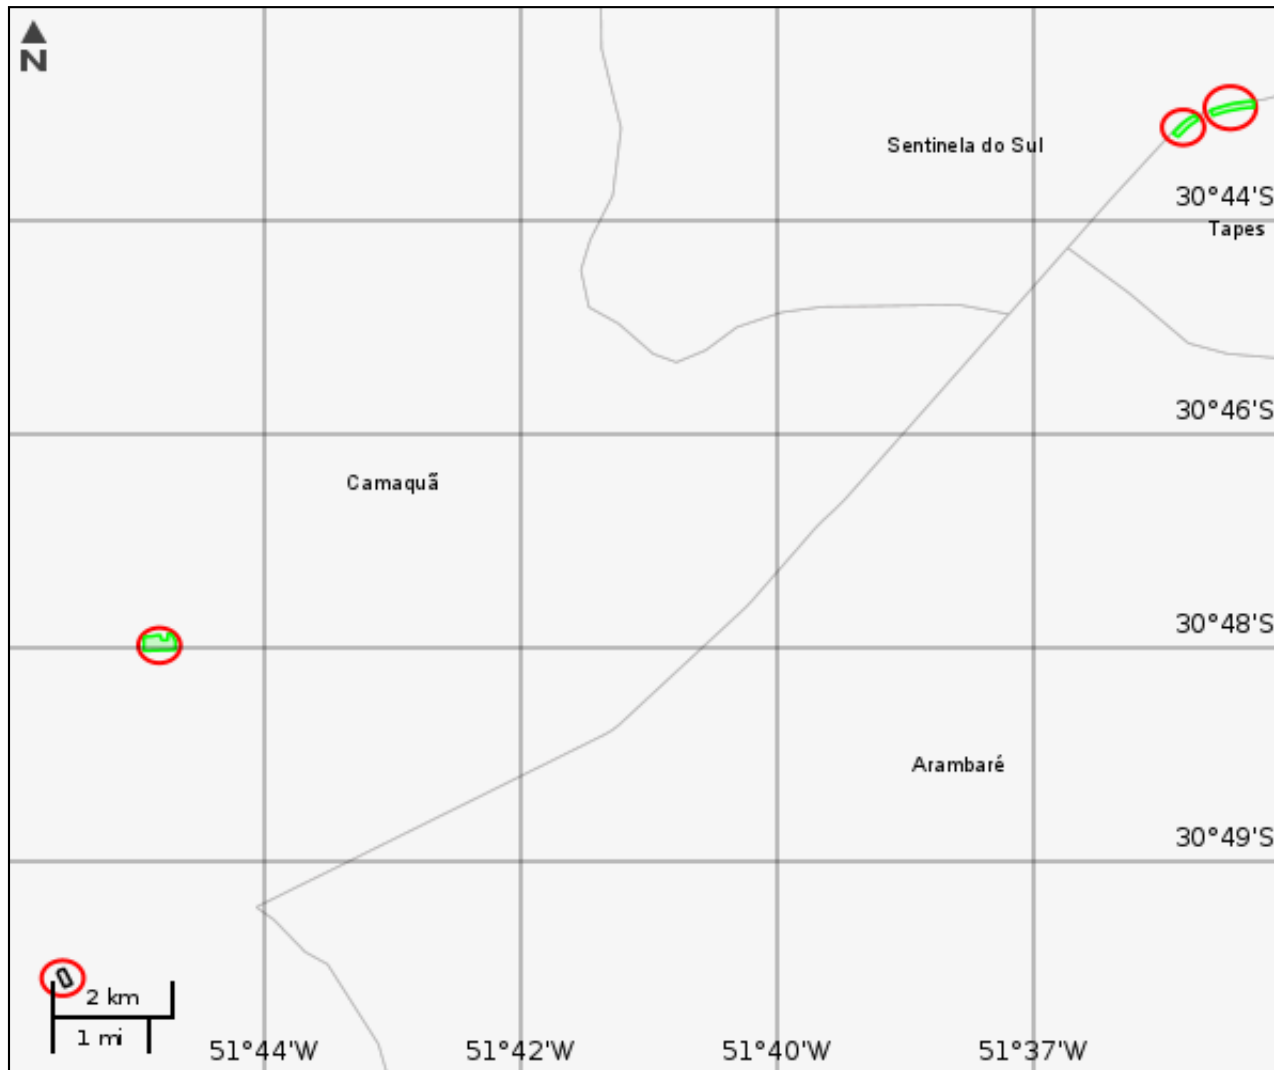 N
Sentinela do Sul
30°44'S
Tapes
30°46'S
Camaquã
30°48'S
Arambaré
30°49'S
2 km
1 mi
51°44'W
51°42'W
51°40'W
51°37'W